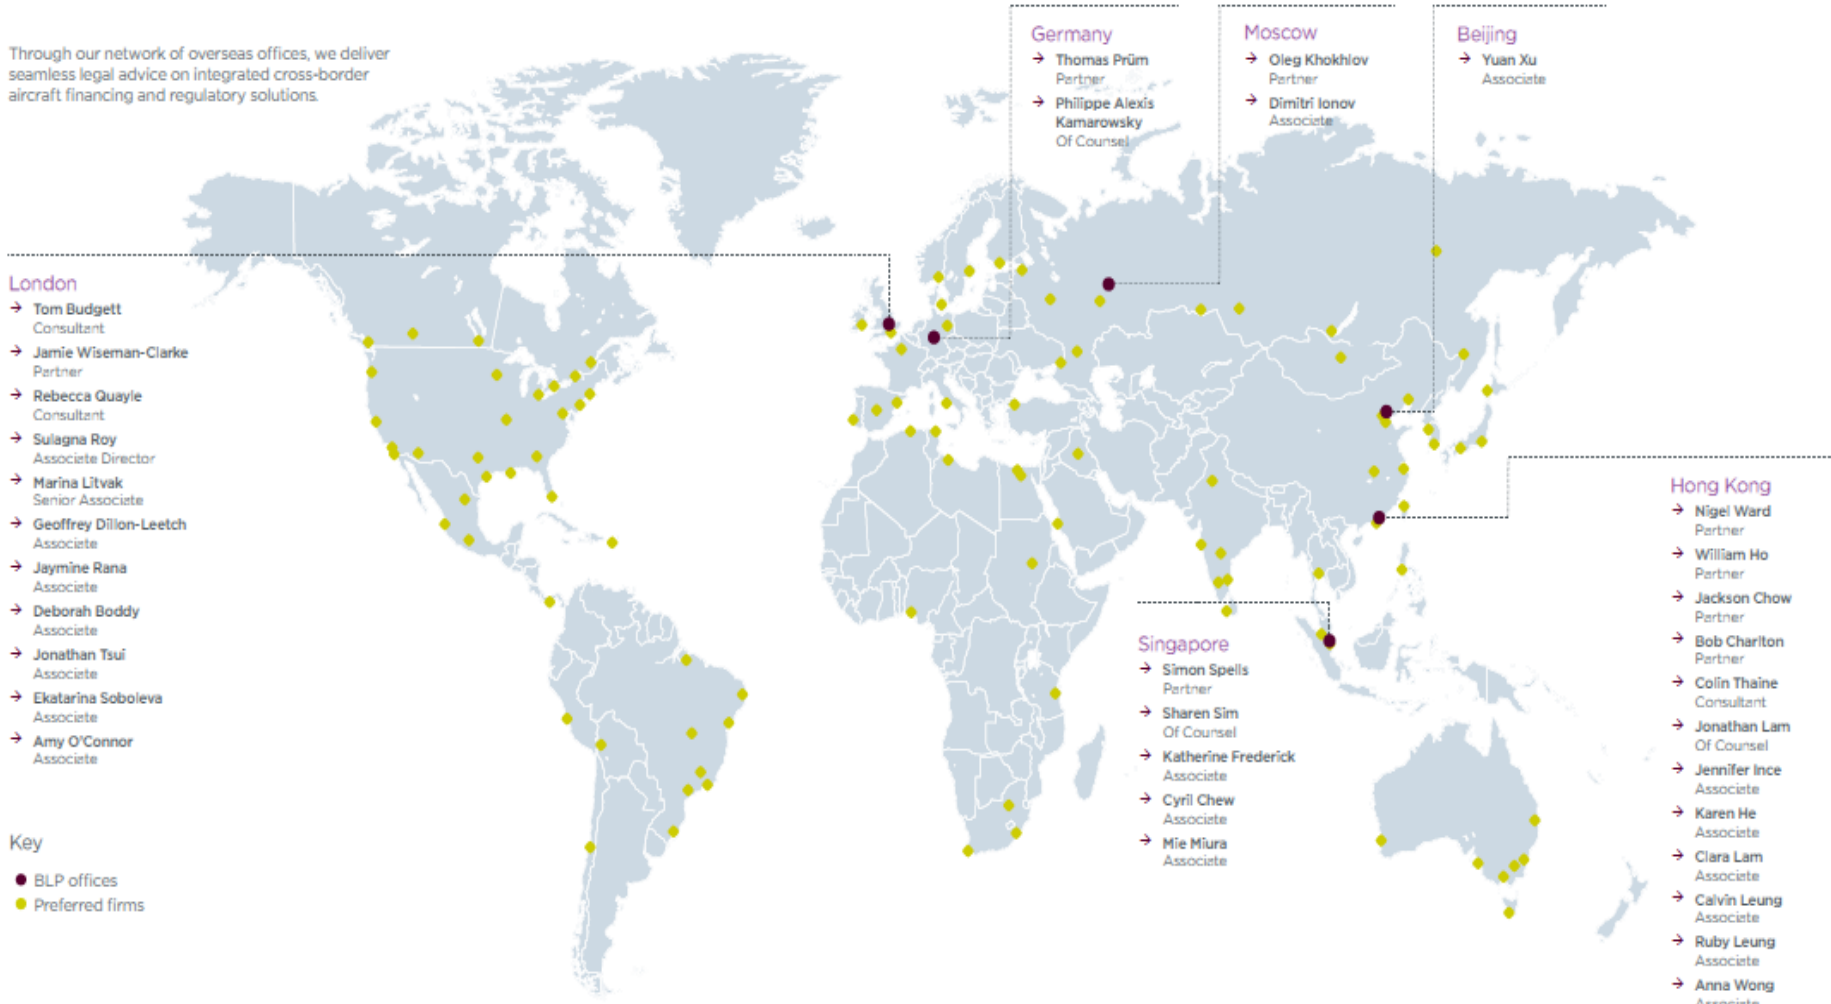 Through our network of overseas offices, we deliver
seamless legal advice on integrated cross-border
aircraft financing and regulatory solutions.
Germany
→ Thomas Prüm
Partner
→ Philippe Alexis
Kamarowsky
Of Counsel
Moscow
→ Oleg Khokhlov
Partner
→ Dimitri Ionov
Associate
Beijing
→ Yuan Xu
Associate
London
→ Tom Budgett
Consultant
→ Jamie Wiseman-Clarke
Partner
→ Rebecca Quayle
Consultant
→ Sulagna Roy
Associate Director
→ Marina Litvak
Senior Associate
→ Geoffrey Dillon-Leetch
Associate
→ Jaymine Rana
Associate
→ Deborah Boddy
Associate
→ Jonathan Tsui
Associate
→ Ekatarina Soboleva
Associate
→ Amy O'Connor
Associate
Singapore
→ Simon Spells
Partner
→ Sharen Sim
Of Counsel
→ Katherine Frederick
Associate
→ Cyril Chew
Associate
→ Mie Miura
Associate
Hong Kong
→ Nigel Ward
Partner
→ William Ho
Partner
→ Jackson Chow
Partner
→ Bob Charlton
Partner
→ Colin Thaine
Consultant
→ Jonathan Lam
Of Counsel
→ Jennifer Ince
Associate
→ Karen He
Associate
→ Clara Lam
Associate
→ Calvin Leung
Associate
→ Ruby Leung
Associate
→ Anna Wong
Associate
Key
BLP offices
Preferred firms